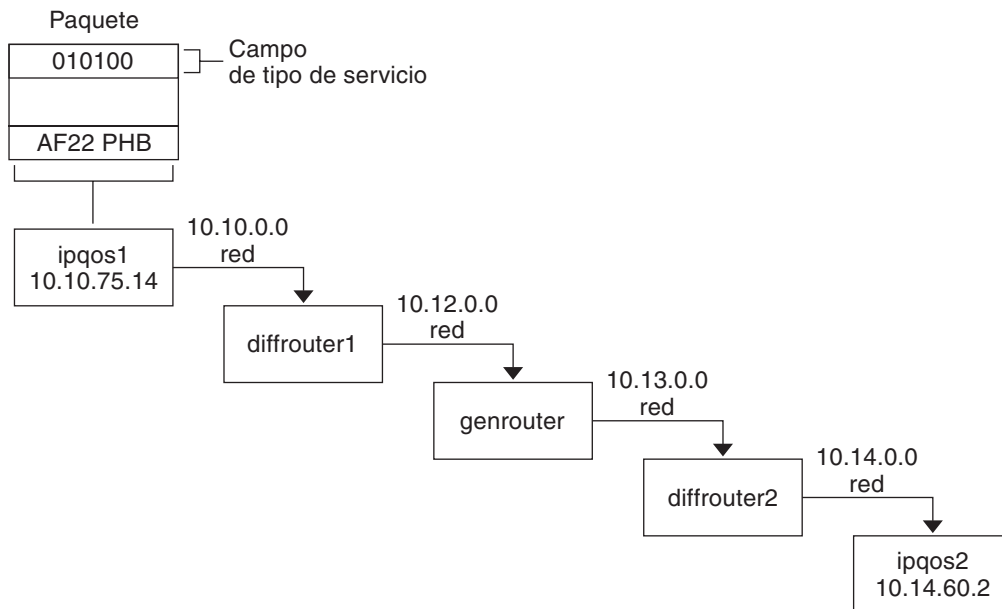 Paquete
010100
Campo
de tipo de servicio
AF22 PHB
ipqos1
10.10.75.14
10.10.0.0
red
diffrouter1
10.12.0.0
red
genrouter
10.13.0.0
red
diffrouter2
10.14.0.0
red
ipqos2
10.14.60.2